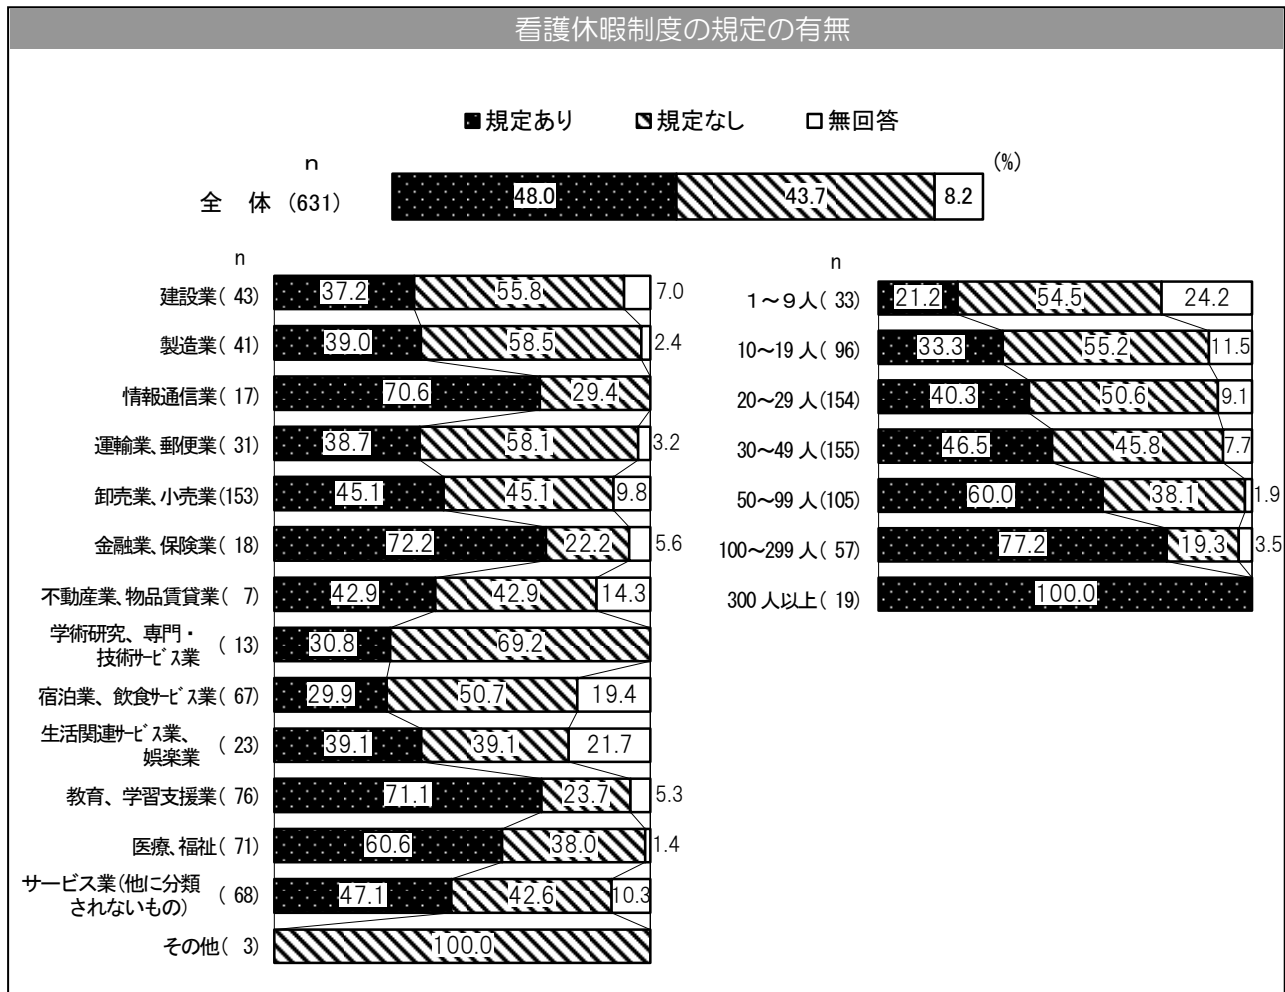 看護休暇制度の規定の有無
■規定あり ■規定なし □無回答
n (%)
全 体 (631) 48.0 43.7 8.2
n
建設業( 43) 37.2 55.8 7.0
製造業( 41) 39.0 58.5 2.4
情報通信業( 17) 70.6 29.4
運輸業、郵便業( 31) 38.7 58.1 3.2
卸売業、小売業(153) 45.1 45.1 9.8
金融業、保険業( 18) 72.2 22.2 5.6
不動産業、物品賃貸業( 7) 42.9 42.9 14.3
学術研究、専門・
技術サービス業 ( 13) 30.8 69.2
宿泊業、飲食サービス業( 67) 29.9 50.7 19.4
生活関連サービス業、
娯楽業 ( 23) 39.1 39.1 21.7
教育、学習支援業( 76) 71.1 23.7 5.3
医療、福祉( 71) 60.6 38.0 1.4
サービス業(他に分類
されないもの) ( 68) 47.1 42.6 10.3
その他( 3) 100.0
n
1〜9人( 33) 21.2 54.5 24.2
10〜19人( 96) 33.3 55.2 11.5
20〜29人(154) 40.3 50.6 9.1
30〜49人(155) 46.5 45.8 7.7
50〜99人(105) 60.0 38.1 1.9
100〜299人( 57) 77.2 19.3 3.5
300人以上( 19) 100.0